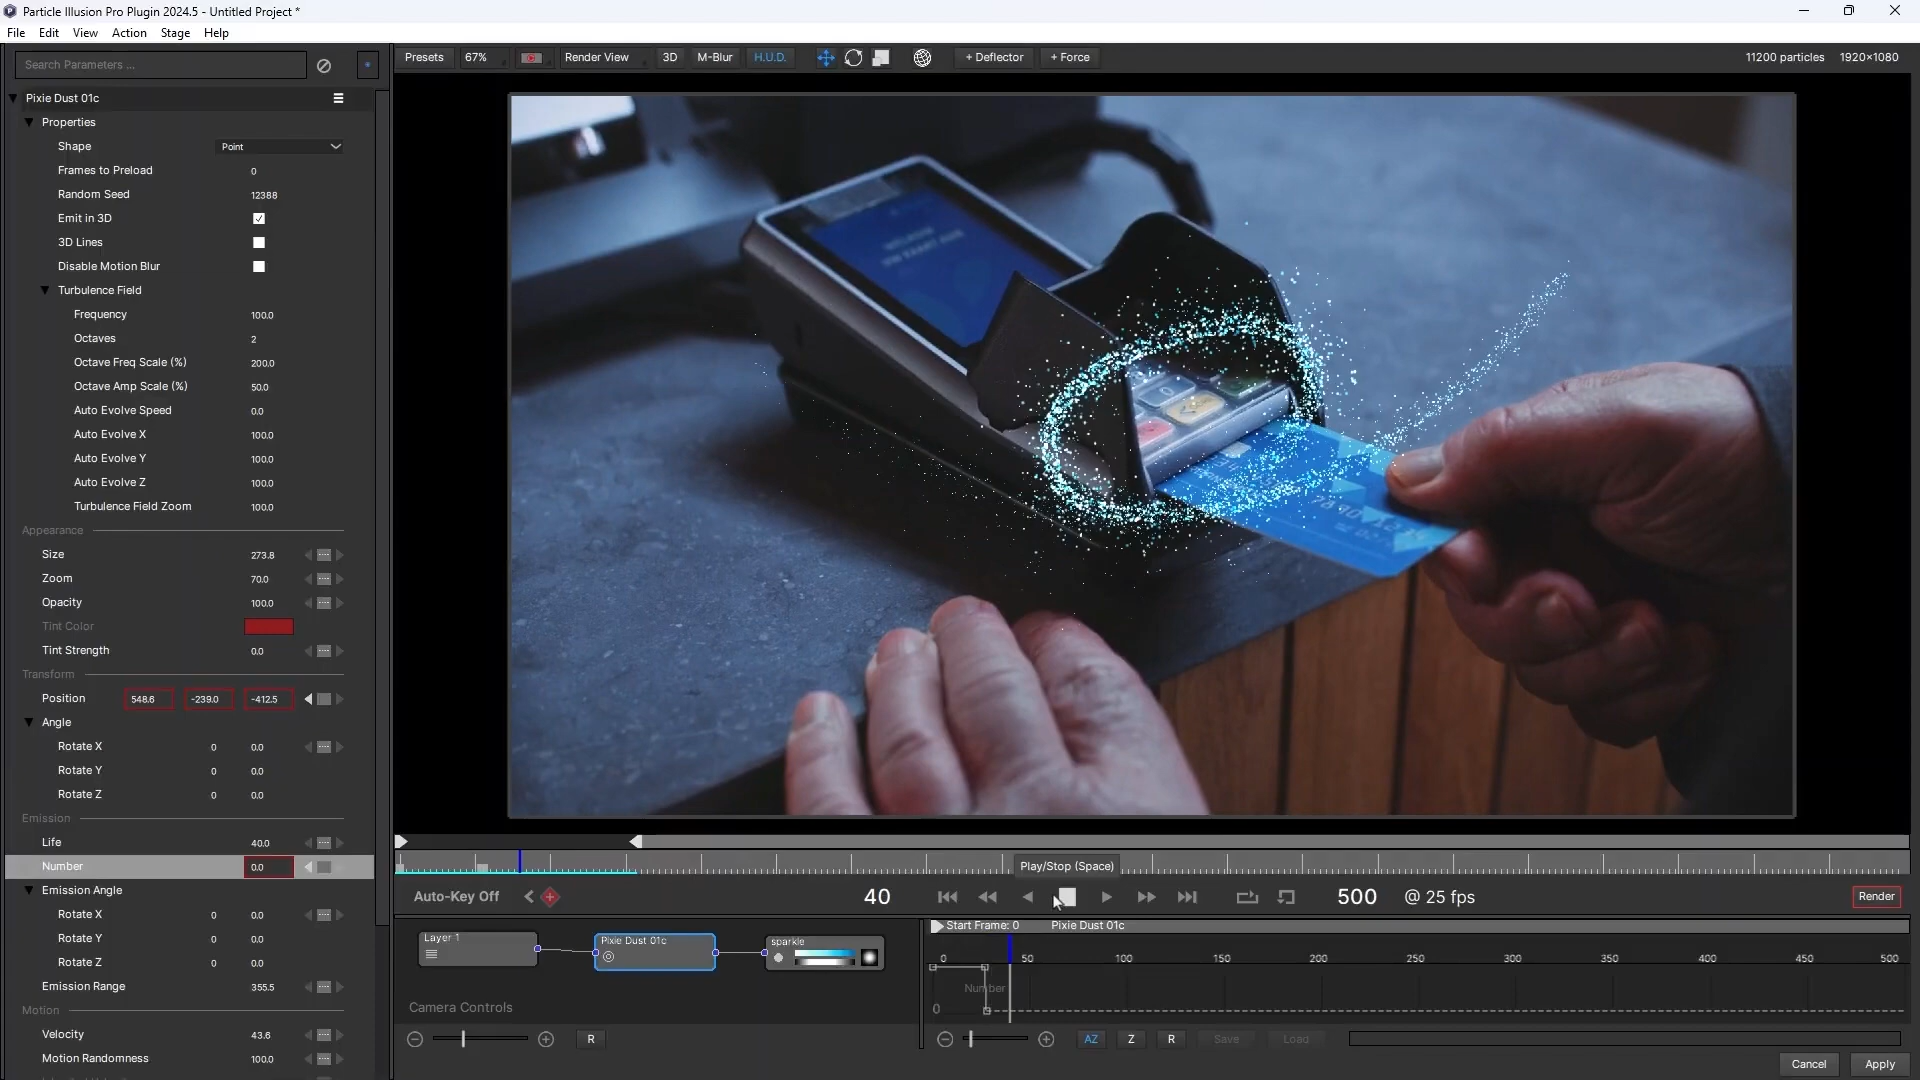 Particle Illusion Pro Plugin 2024.5 - Untitled Project *
File Edit View Action Stage Help
Search Parameters ...
Presets 67% Render View 3D M-Blur H.U.D. + Deflector + Force 11200 particles 1920×1080
Pixie Dust 01c
Properties
Shape Point
Frames to Preload 0
Random Seed 12388
Emit in 3D
3D Lines
Disable Motion Blur
Turbulence Field
Frequency 100.0
Octaves 2
Octave Freq Scale (%) 200.0
Octave Amp Scale (%) 50.0
Auto Evolve Speed 0.0
Auto Evolve X 100.0
Auto Evolve Y 100.0
Auto Evolve Z 100.0
Turbulence Field Zoom 100.0
Appearance
Size 273.8
Zoom 70.0
Opacity 100.0
Tint Color
Tint Strength 0.0
Transform
Position 548.6 -239.0 -412.5
Angle
Rotate X 0 0.0
Rotate Y 0 0.0
Rotate Z 0 0.0
Emission
Life 40.0
Number 0.0
Emission Angle
Rotate X 0 0.0
Rotate Y 0 0.0
Rotate Z 0 0.0
Emission Range 355.5
Motion
Velocity 43.6
Motion Randomness 100.0
Play/Stop (Space)
Auto-Key Off 40 500 @ 25 fps Render
Layer 1
Pixie Dust 01c
sparkle
Camera Controls
R
Start Frame: 0 Pixie Dust 01c
0 50 100 150 200 250 300 350 400 450 500
Number
0
AZ Z R Save Load
Cancel Apply